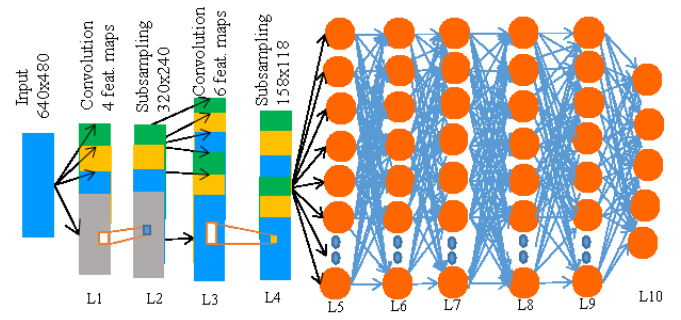 Input
640x480
Convolution
4 feat. maps
Subsampling
320x240
Convolution
6 feat. maps
Subsampling
158x118
L1
L2
L3
L4
L5
L6
L7
L8
L9
L10